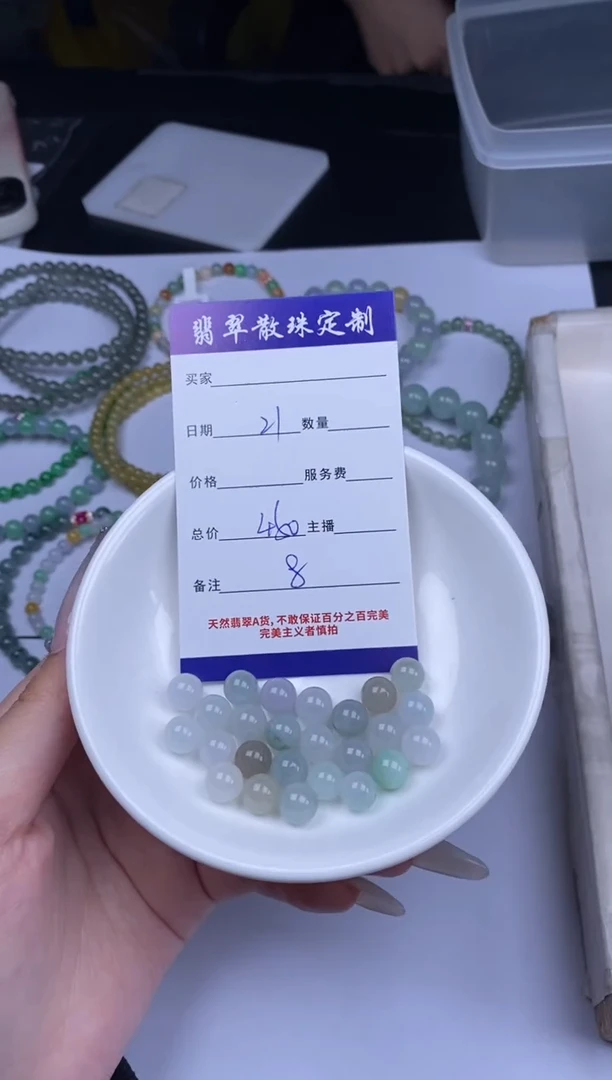 翡翠散珠定制
买家
日期 21 数量
价格 服务费
总价 460 主播
备注 8
天然翡翠A货,不敢保证百分之百完美
完美主义者慎拍